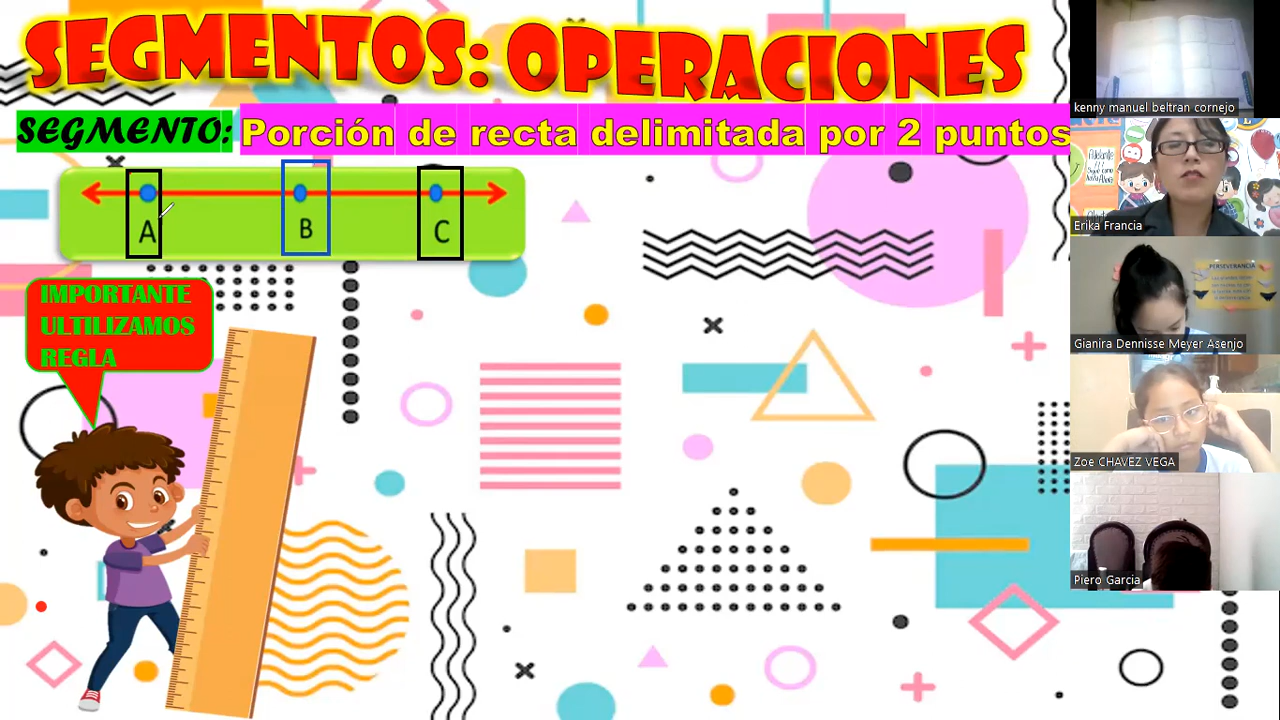 SEGMENTOS: OPERACIONES
SEGMENTO: Porción de recta delimitada por 2 puntos
A B C
IMPORTANTE
ULTILIZAMOS
REGLA
kenny manuel beltran cornejo
Erika Francia
PERSEVERANCIA
Gianira Dennisse Meyer Asenjo
Zoe CHAVEZ VEGA
Piero Garcia